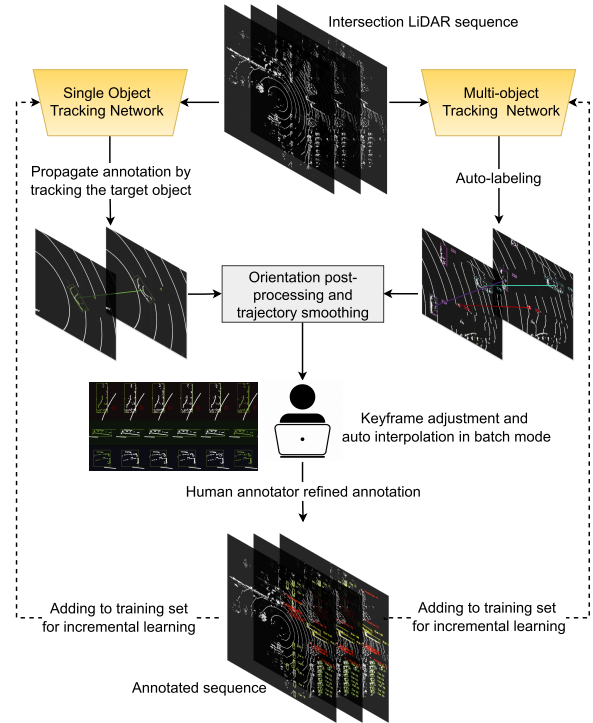 Intersection LiDAR sequence
Single Object
Tracking Network
Multi-object
Tracking Network
Propagate annotation by
tracking the target object
Auto-labeling
Orientation post-
processing and
trajectory smoothing
Keyframe adjustment and
auto interpolation in batch mode
Human annotator refined annotation
Adding to training set
for incremental learning
Adding to training set
for incremental learning
Annotated sequence